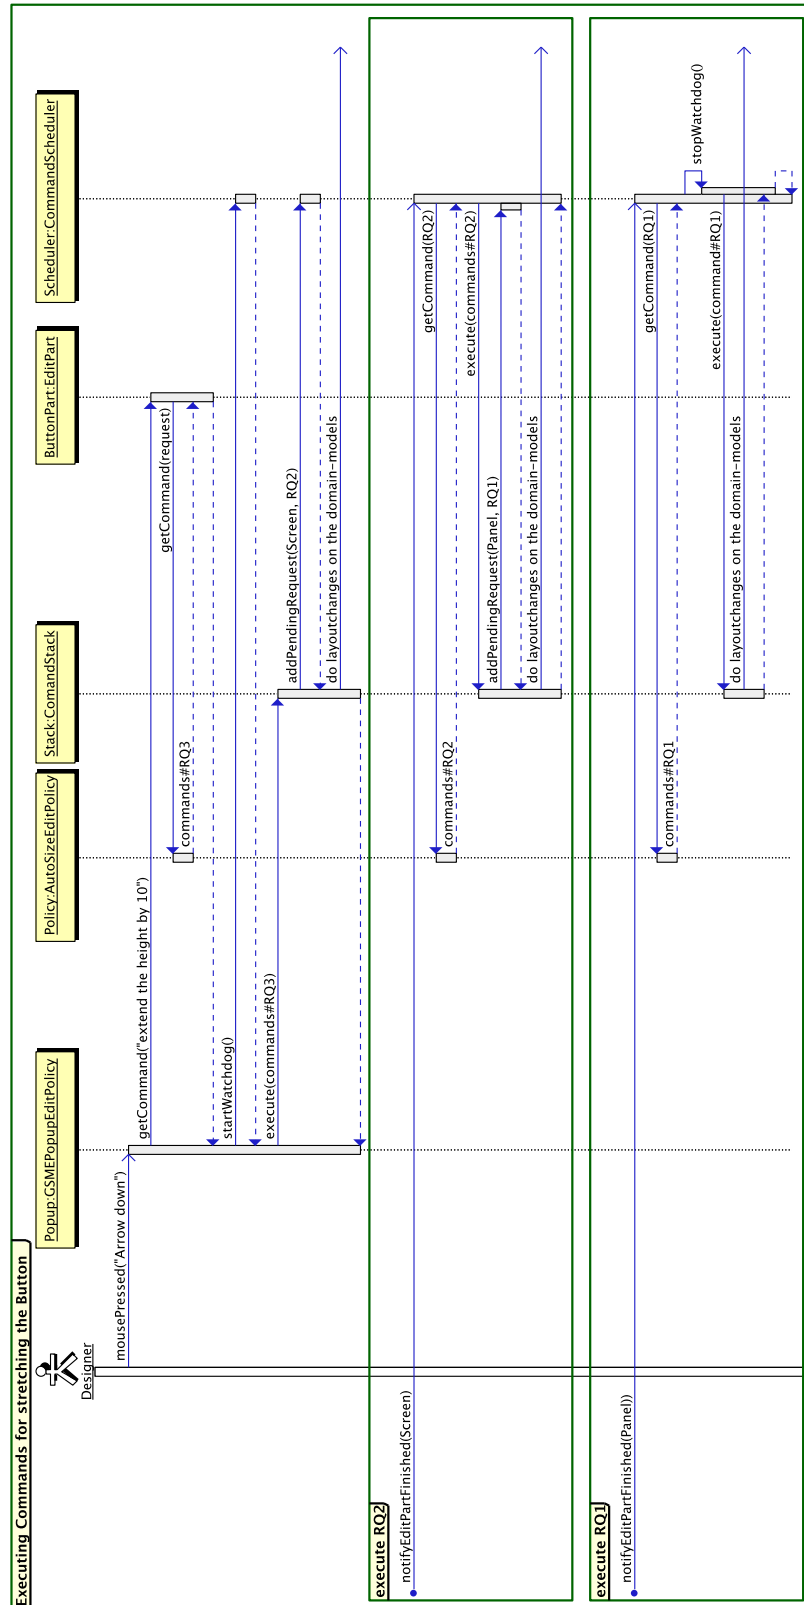 Executing Commands for stretching the Button
Designer
Popup:GSMEPopupEditPolicy
Policy:AutoSizeEditPolicy
Stack:ComandStack
ButtonPart:EditPart
Scheduler:CommandScheduler
mousePressed("Arrow down")
getCommand("extend the height by 10")
getCommand(request)
commands#RQ3
startWatchdog()
execute(commands#RQ3)
addPendingRequest(Screen, RQ2)
do layoutchanges on the domain-models
execute RQ2
notifyEditPartFinished(Screen)
getCommand(RQ2)
commands#RQ2
execute(commands#RQ2)
addPendingRequest(Panel, RQ1)
do layoutchanges on the domain-models
execute RQ1
notifyEditPartFinished(Panel))
getCommand(RQ1)
commands#RQ1
stopWatchdog()
execute(command#RQ1)
do layoutchanges on the domain-models